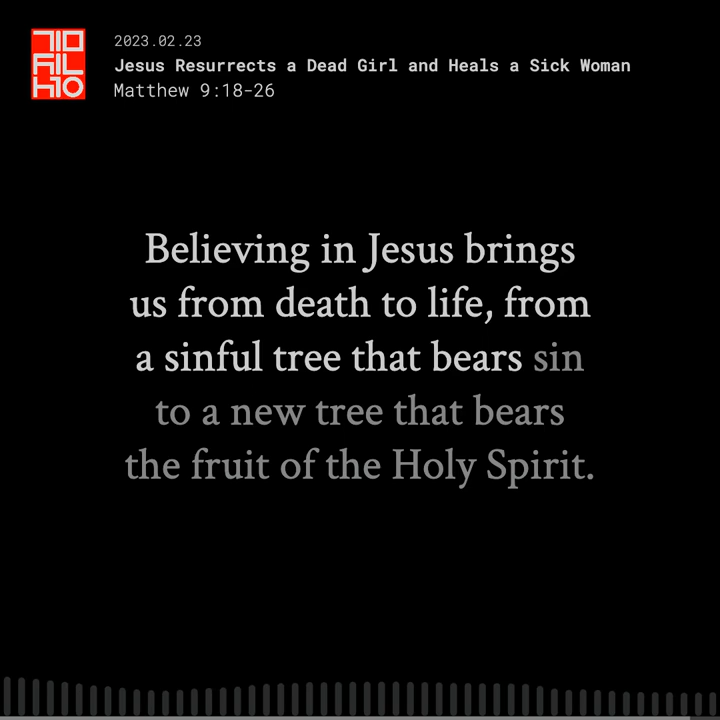 2023.02.23
Jesus Resurrects a Dead Girl and Heals a Sick Woman
Matthew 9:18-26
Believing in Jesus brings
us from death to life, from
a sinful tree that bears sin
to a new tree that bears
the fruit of the Holy Spirit.